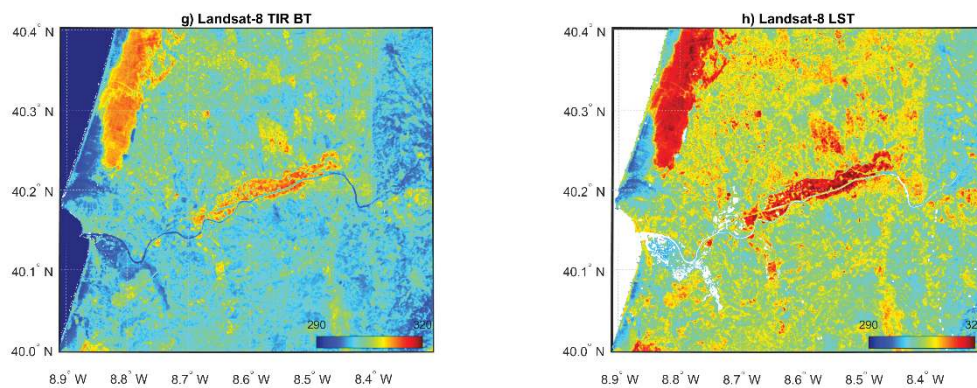 g) Landsat-8 TIR BT
h) Landsat-8 LST
40.4° N
40.3° N
40.2° N
40.1° N
40.0° N
290
320
8.9° W
8.8° W
8.7° W
8.6° W
8.5° W
8.4° W
40.4° N
40.3° N
40.2° N
40.1° N
40.0° N
290
32
8.9° W
8.8° W
8.7° W
8.6° W
8.5° W
8.4° W